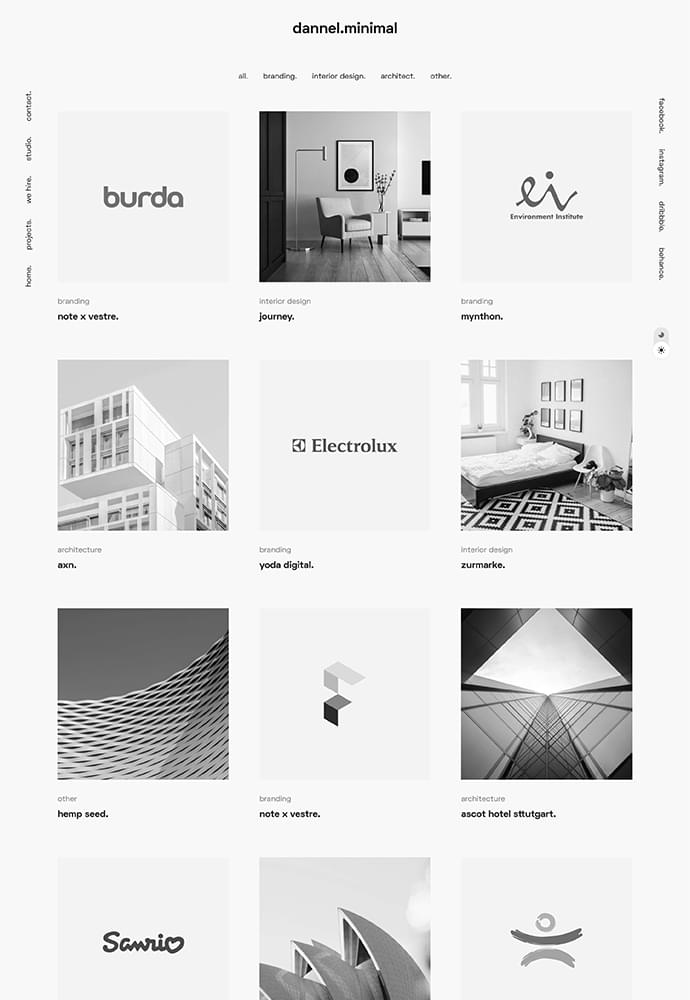 dannel.minimal
all. branding. interior design. architect. other.
contact.
studio.
we hire.
projects.
home.
facebook.
instagram.
dribbble.
behance.
burda
ei
Environment Institute
branding
note x vestre.
interior design
journey.
branding
mynthon.
Electrolux
architecture
axn.
branding
yoda digital.
interior design
zurmarke.
other
hemp seed.
branding
note x vestre.
architecture
ascot hotel sttutgart.
Sanrio